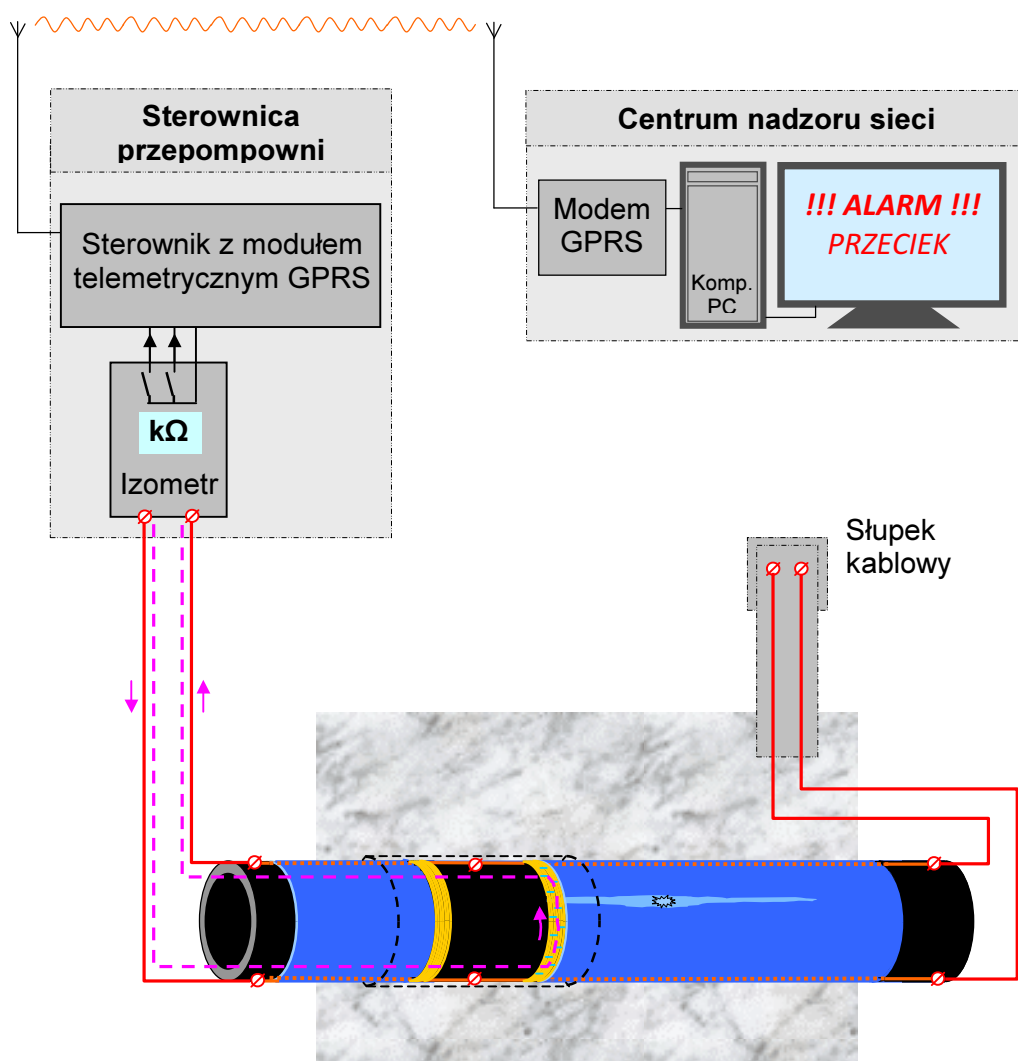 Sterownica
przepompowni
Centrum nadzoru sieci
Sterownik z modułem
telemetrycznym GPRS
Modem
GPRS
Komp.
PC
!!! ALARM !!!
PRZECIEK
kΩ
Izometr
Słupek
kablowy